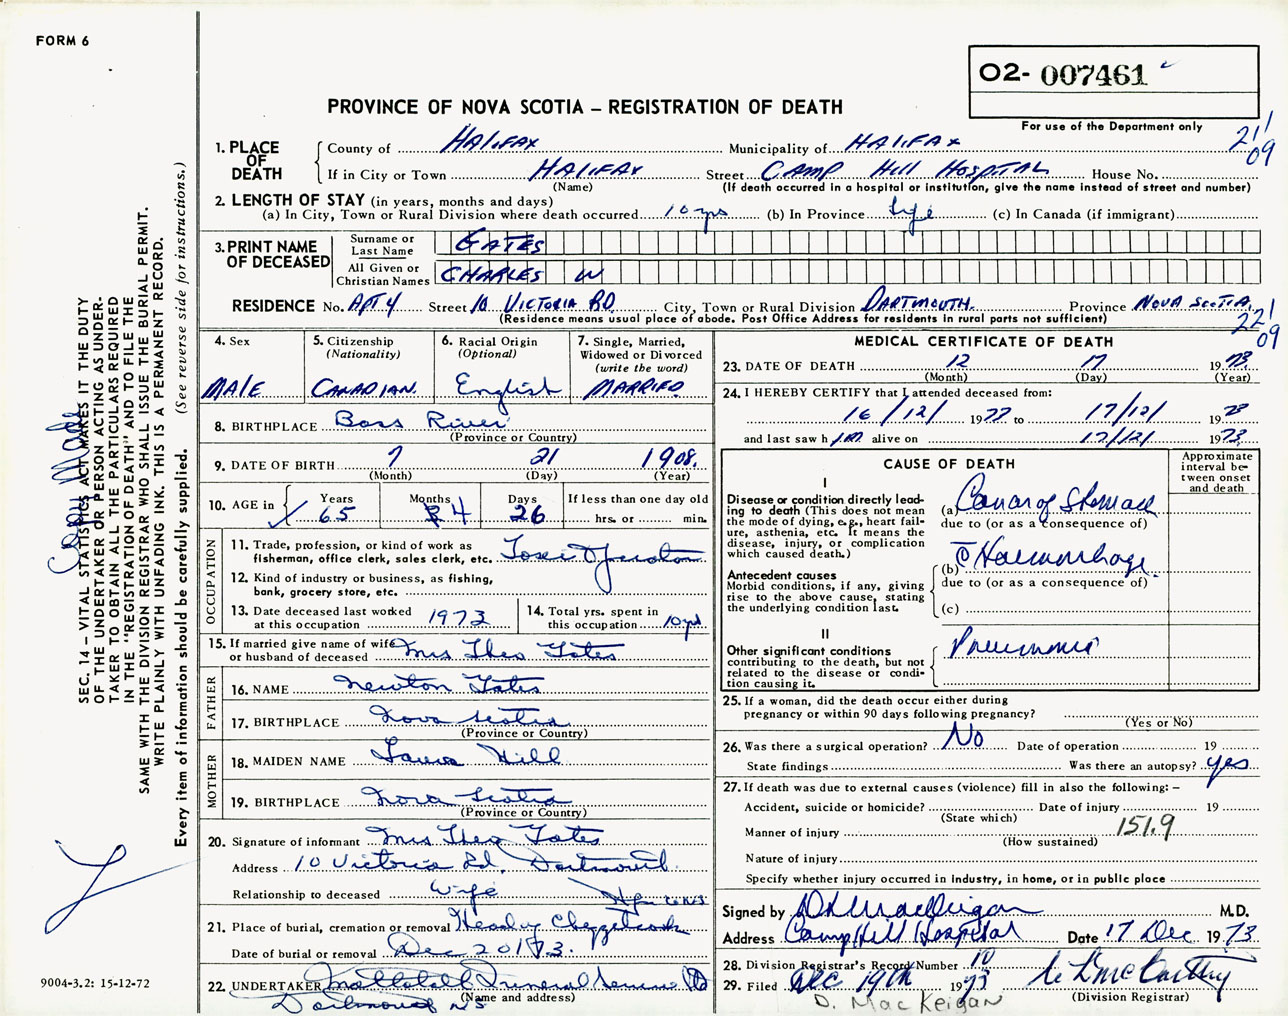 FORM 6
O2- 007461
PROVINCE OF NOVA SCOTIA – REGISTRATION OF DEATH
For use of the Department only
211
09
1. PLACE OF DEATH
County of HALIFAX Municipality of HALIFAX
If in City or Town HALIFAX Street CAMP HILL HOSPITAL House No.
(Name) (If death occurred in a hospital or institution, give the name instead of street and number)
2. LENGTH OF STAY (in years, months and days)
(a) In City, Town or Rural Division where death occurred 10 yrs (b) In Province Life (c) In Canada (if immigrant)
3. PRINT NAME OF DECEASED
Surname or Last Name GATES
All Given or Christian Names CHARLES W
RESIDENCE No. APT 4 Street 10 VICTORIA RD. City, Town or Rural Division DARTMOUTH. Province NOVA SCOTIA
(Residence means usual place of abode. Post Office Address for residents in rural parts not sufficient)
221
09
4. Sex
MALE
5. Citizenship
(Nationality)
CANADIAN.
6. Racial Origin
(Optional)
English
7. Single, Married,
Widowed or Divorced
(write the word)
MARRIED
8. BIRTHPLACE Bass River
(Province or Country)
9. DATE OF BIRTH 7 21 1908.
(Month) (Day) (Year)
10. AGE in
Years 65
Months 4
Days 26
If less than one day old
hrs. or min.
OCCUPATION
11. Trade, profession, or kind of work as
fisherman, office clerk, sales clerk, etc. Taxi Operator
12. Kind of industry or business, as fishing,
bank, grocery store, etc.
13. Date deceased last worked
at this occupation 1973
14. Total yrs. spent in
this occupation 10 yrs
15. If married give name of wife
or husband of deceased Mrs Theo Gates
FATHER
16. NAME Newton Gates
17. BIRTHPLACE Nova Scotia
(Province or Country)
MOTHER
18. MAIDEN NAME Laura Hill
19. BIRTHPLACE Nova Scotia
(Province or Country)
20. Signature of informant Mrs Theo Gates
Address 10 Victoria Rd. Dartmouth.
Relationship to deceased Wife
21. Place of burial, cremation or removal
Date of burial or removal Dec 20 1973.
22. UNDERTAKER Mattatall Funeral Service
(Name and address)
Dartmouth NS
MEDICAL CERTIFICATE OF DEATH
23. DATE OF DEATH 12 17 1973
(Month) (Day) (Year)
24. I HEREBY CERTIFY that I attended deceased from:
16/12/ 1977 to 17/12/ 1973
and last saw him alive on 17/12/ 1973.
CAUSE OF DEATH
Approximate
interval be-
tween onset
and death
I
Disease or condition directly lead-
ing to death (This does not mean
the mode of dying, e.g., heart fail-
ure, asthenia, etc. It means the
disease, injury, or complication
which caused death.)
(a) Cancer of Stomach
due to (or as a consequence of)
(b) c̄ Haemorrhage.
Antecedent causes
Morbid conditions, if any, giving
rise to the above cause, stating
the underlying condition last.
due to (or as a consequence of)
(c)
II
Other significant conditions
contributing to the death, but not
related to the disease or condi-
tion causing it.
Pneumonia
25. If a woman, did the death occur either during
pregnancy or within 90 days following pregnancy?
(Yes or No)
26. Was there a surgical operation? No Date of operation 19
State findings Was there an autopsy? yes
27. If death was due to external causes (violence) fill in also the following: –
Accident, suicide or homicide? Date of injury 19
(State which)
Manner of injury 151.9
(How sustained)
Nature of injury
Specify whether injury occurred in industry, in home, or in public place
Signed by D MacKeigan M.D.
Address Camp Hill Hospital Date 17 Dec 1973.
28. Division Registrar's Record Number 10
29. Filed DEC 19TH 1973
(Division Registrar)
D. MacKeigan
SEC. 14 – VITAL STATISTICS ACT MAKES IT THE DUTY
OF THE UNDERTAKER OR PERSON ACTING AS UNDER-
TAKER TO OBTAIN ALL THE PARTICULARS REQUIRED
IN THE "REGISTRATION OF DEATH" AND TO FILE THE
SAME WITH THE DIVISION REGISTRAR WHO SHALL ISSUE THE BURIAL PERMIT.
WRITE PLAINLY WITH UNFADING INK. THIS IS A PERMANENT RECORD.
Every item of information should be carefully supplied. (See reverse side for instructions.)
Copy Made
9004-3.2: 15-12-72